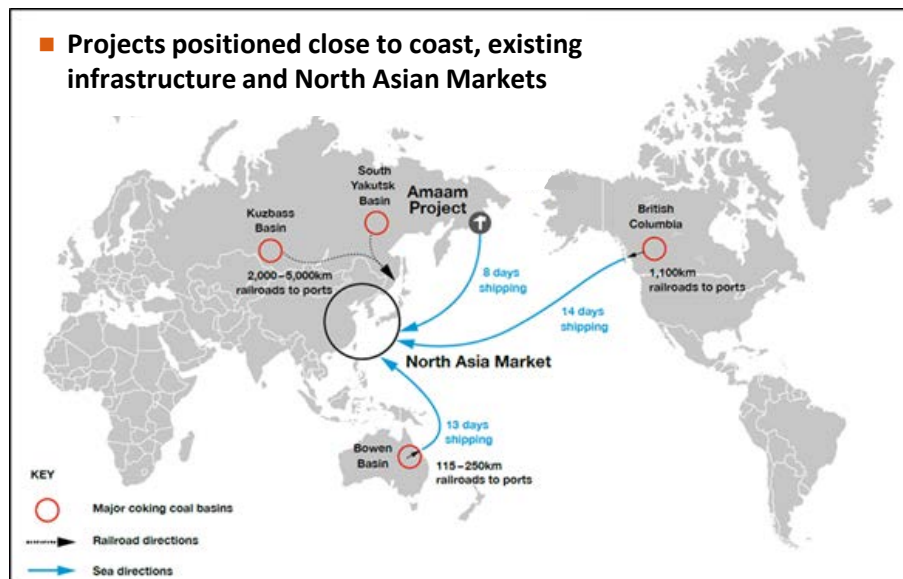 Projects positioned close to coast, existing
infrastructure and North Asian Markets
South
Yakutsk
Basin
Amaam
Project
Kuzbass
Basin
British
Columbia
2,000–5,000km
railroads to ports
8 days
shipping
1,100km
railroads to ports
14 days
shipping
North Asia Market
13 days
shipping
Bowen
Basin
115–250km
railroads to ports
KEY
Major coking coal basins
Railroad directions
Sea directions